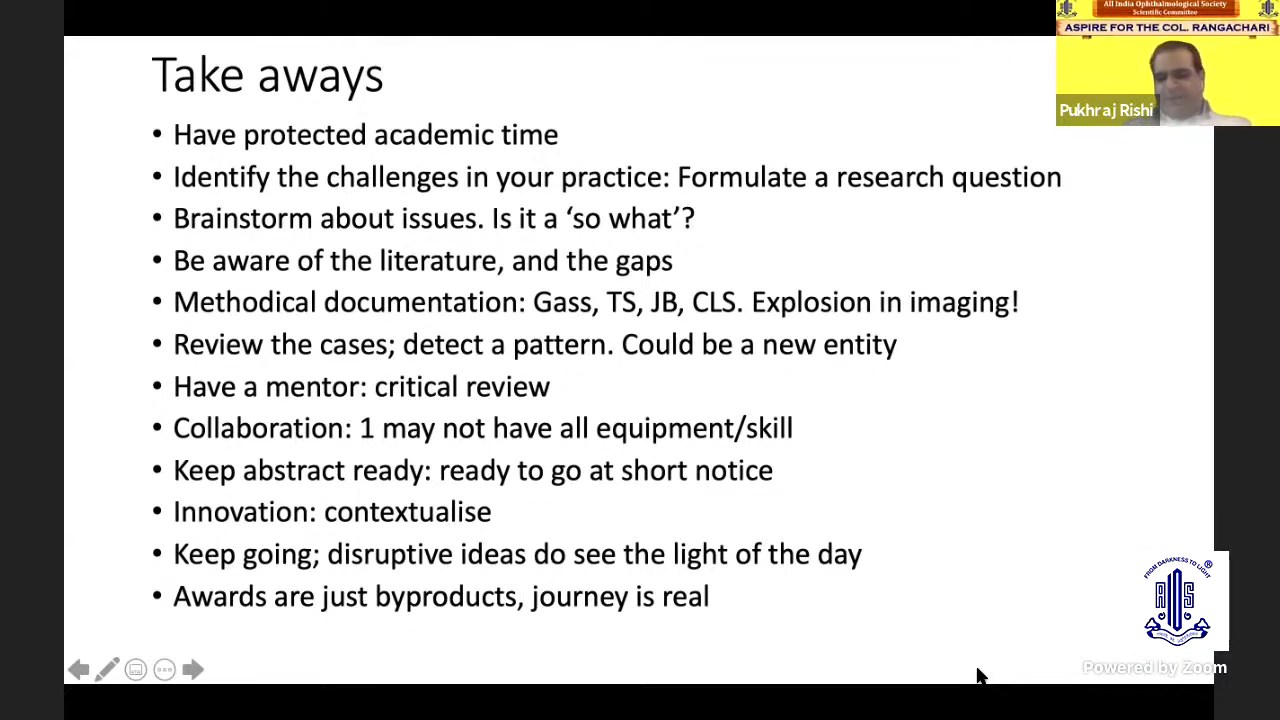 All India Ophthalmological Society
Scientific Committee
ASPIRE FOR THE COL. RANGACHARI
Pukhraj Rishi
Take aways
• Have protected academic time
• Identify the challenges in your practice: Formulate a research question
• Brainstorm about issues. Is it a ‘so what’?
• Be aware of the literature, and the gaps
• Methodical documentation: Gass, TS, JB, CLS. Explosion in imaging!
• Review the cases; detect a pattern. Could be a new entity
• Have a mentor: critical review
• Collaboration: 1 may not have all equipment/skill
• Keep abstract ready: ready to go at short notice
• Innovation: contextualise
• Keep going; disruptive ideas do see the light of the day
• Awards are just byproducts, journey is real
FROM DARKNESS TO LIGHT ®
AIOS
Powered by Zoom